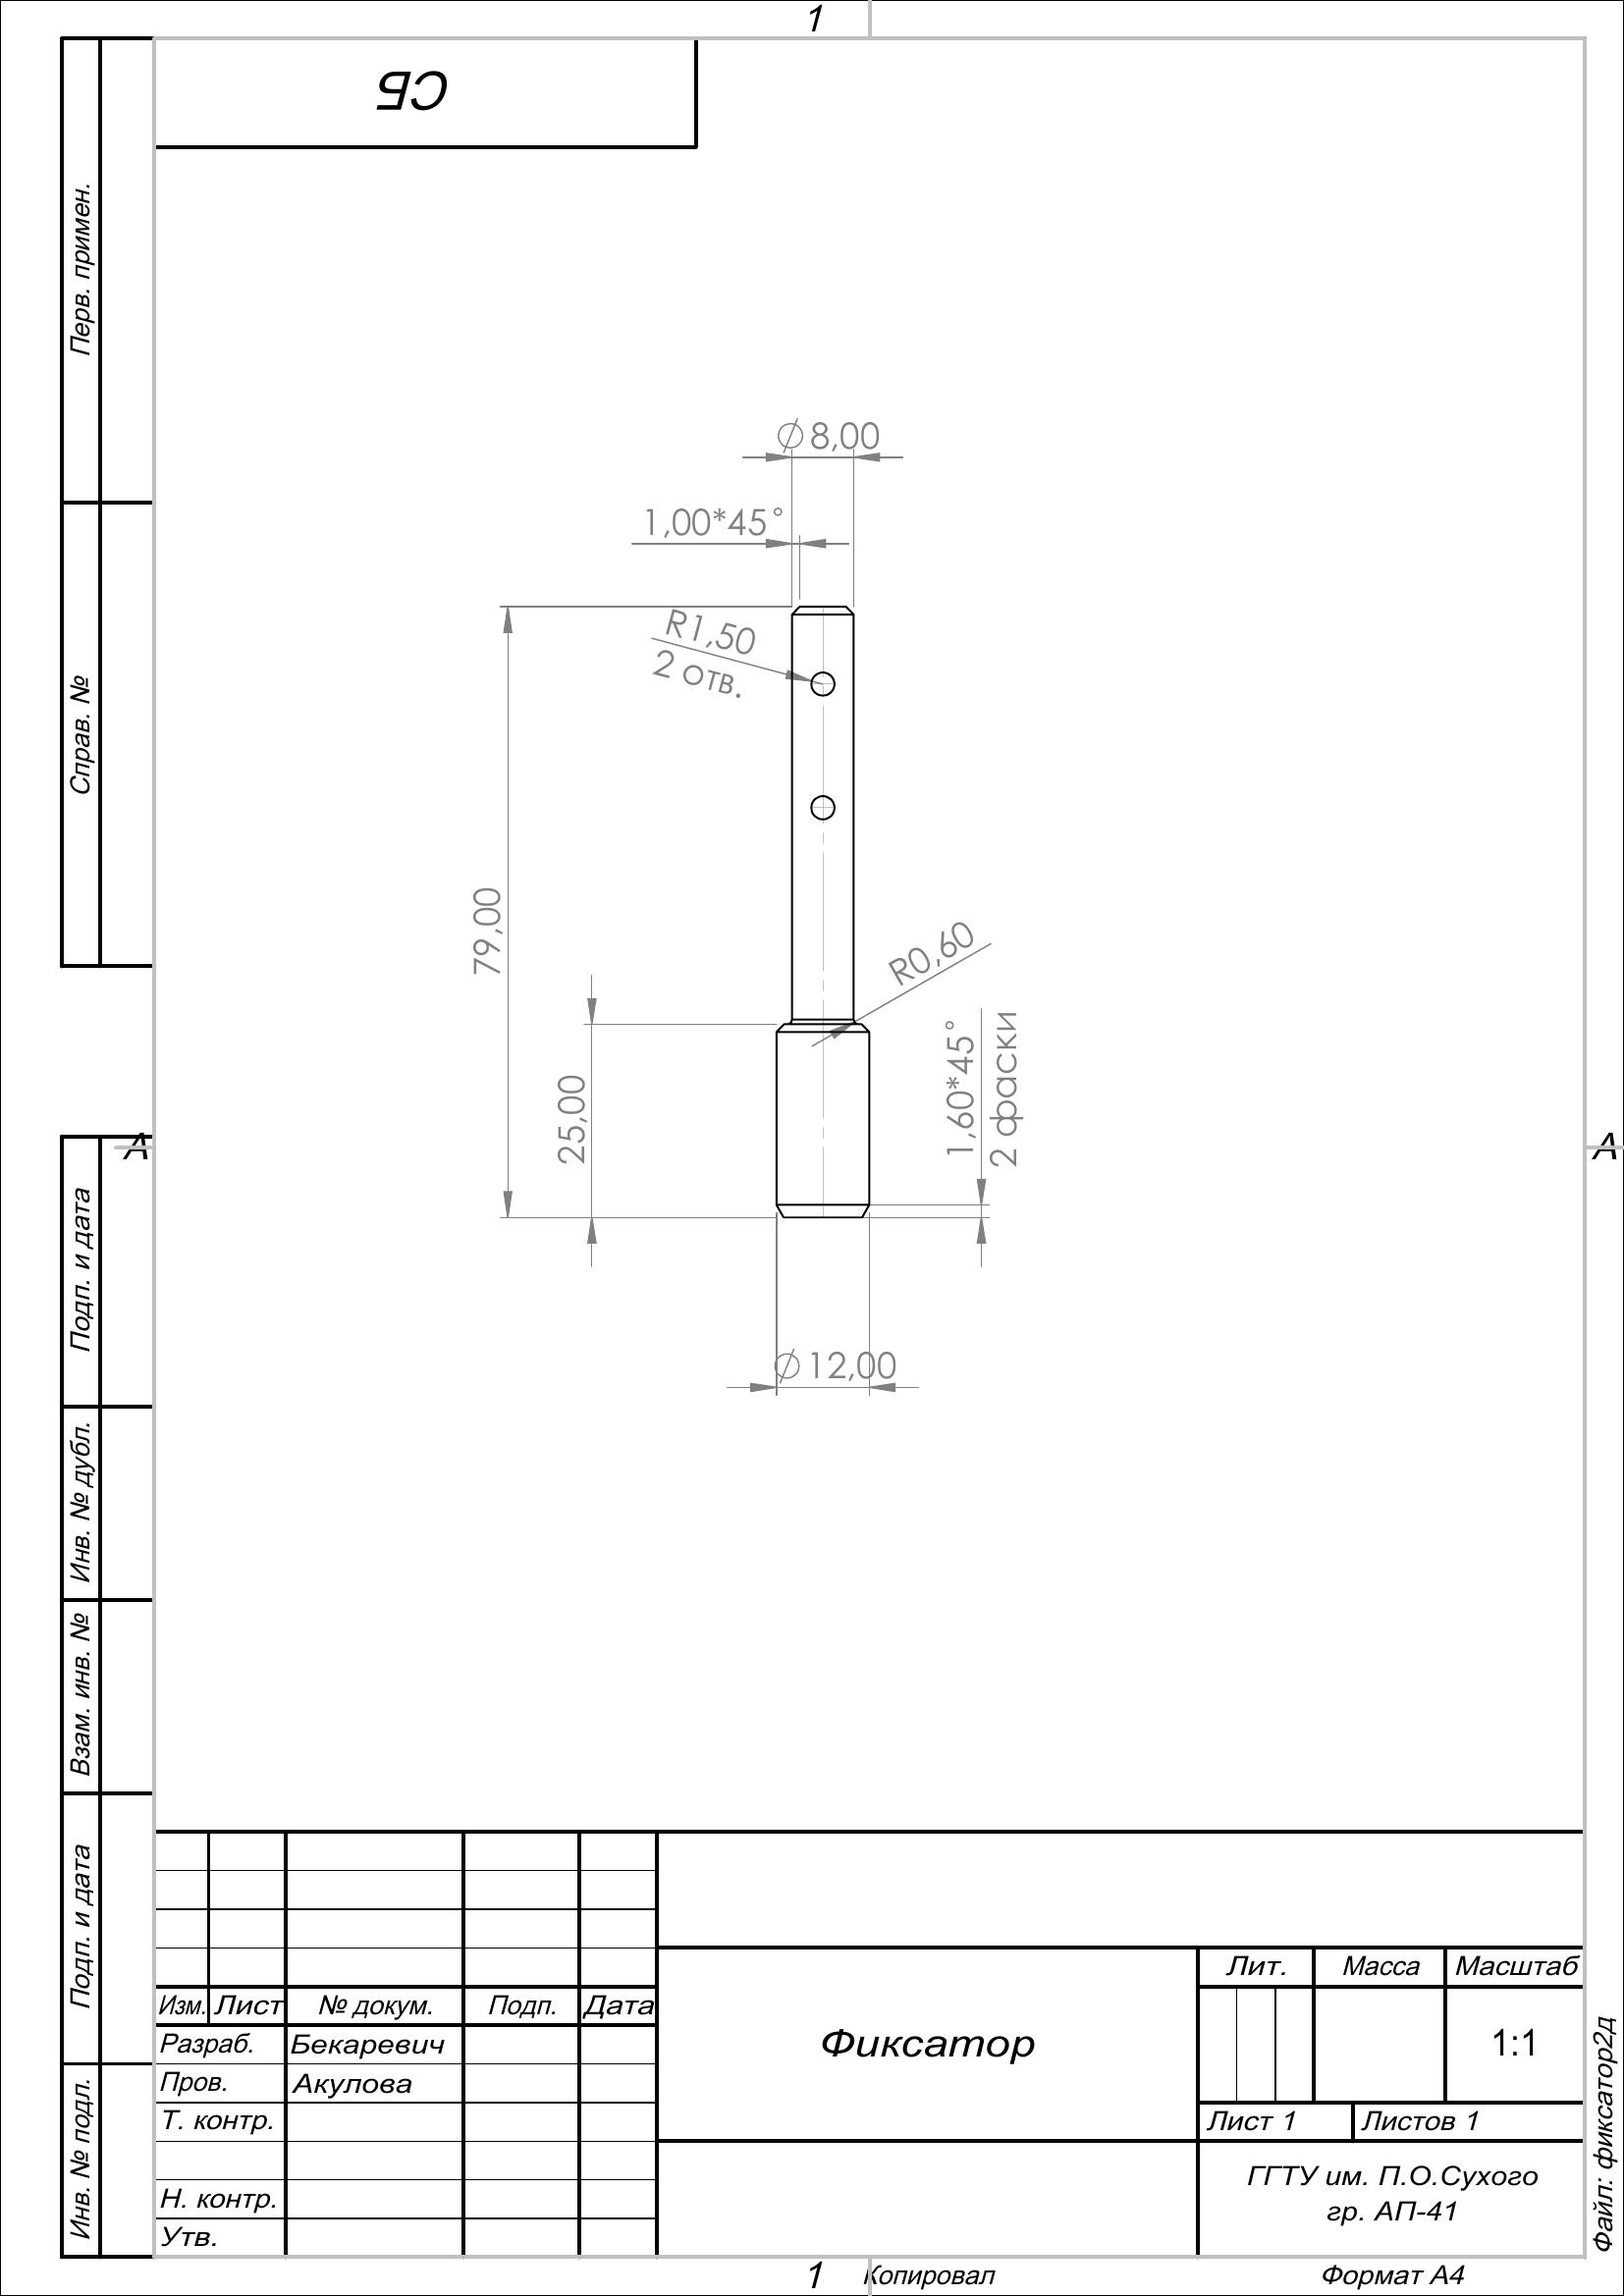 1
СБ
Перв. примен.
Справ. №
⌀8,00
1,00*45°
R1,50
2 отв.
79,00
R0,60
25,00
1,60*45°
2 фаски
А
А
⌀12,00
Подп. и дата
Инв. № дубл.
Взам. инв. №
Подп. и дата
Инв. № подл.
Лит. Масса Масштаб
Изм. Лист № докум. Подп. Дата
Разраб. Бекаревич
Фиксатор
1:1
Пров. Акулова
Т. контр.
Лист 1 Листов 1
Н. контр.
ГГТУ им. П.О.Сухого
гр. АП-41
Утв.
Файл: фиксатор2д
1 Копировал Формат А4